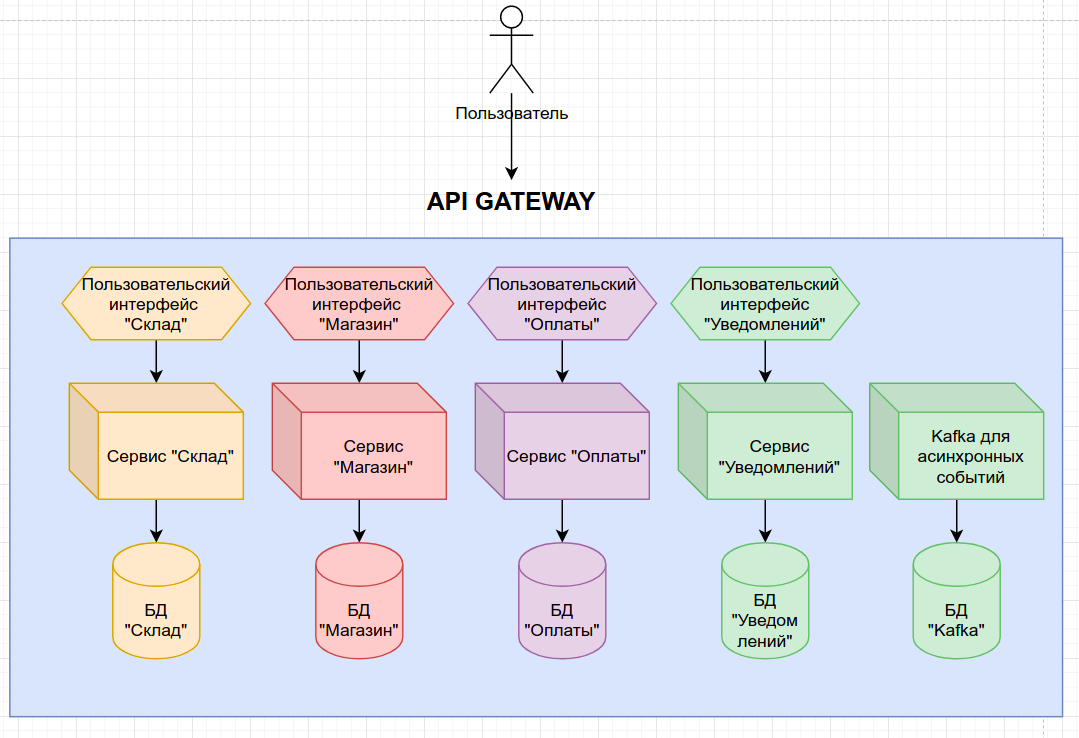 Пользователь
API GATEWAY
Пользовательский
интерфейс
"Склад"
Пользовательский
интерфейс
"Магазин"
Пользовательский
интерфейс
"Оплаты"
Пользовательский
интерфейс
"Уведомлений"
Сервис "Склад"
Сервис
"Магазин"
Сервис "Оплаты"
Сервис
"Уведомлений"
Kafka для
асинхронных
событий
БД
"Склад"
БД
"Магазин"
БД
"Оплаты"
БД
"Уведом
лений"
БД
"Kafka"